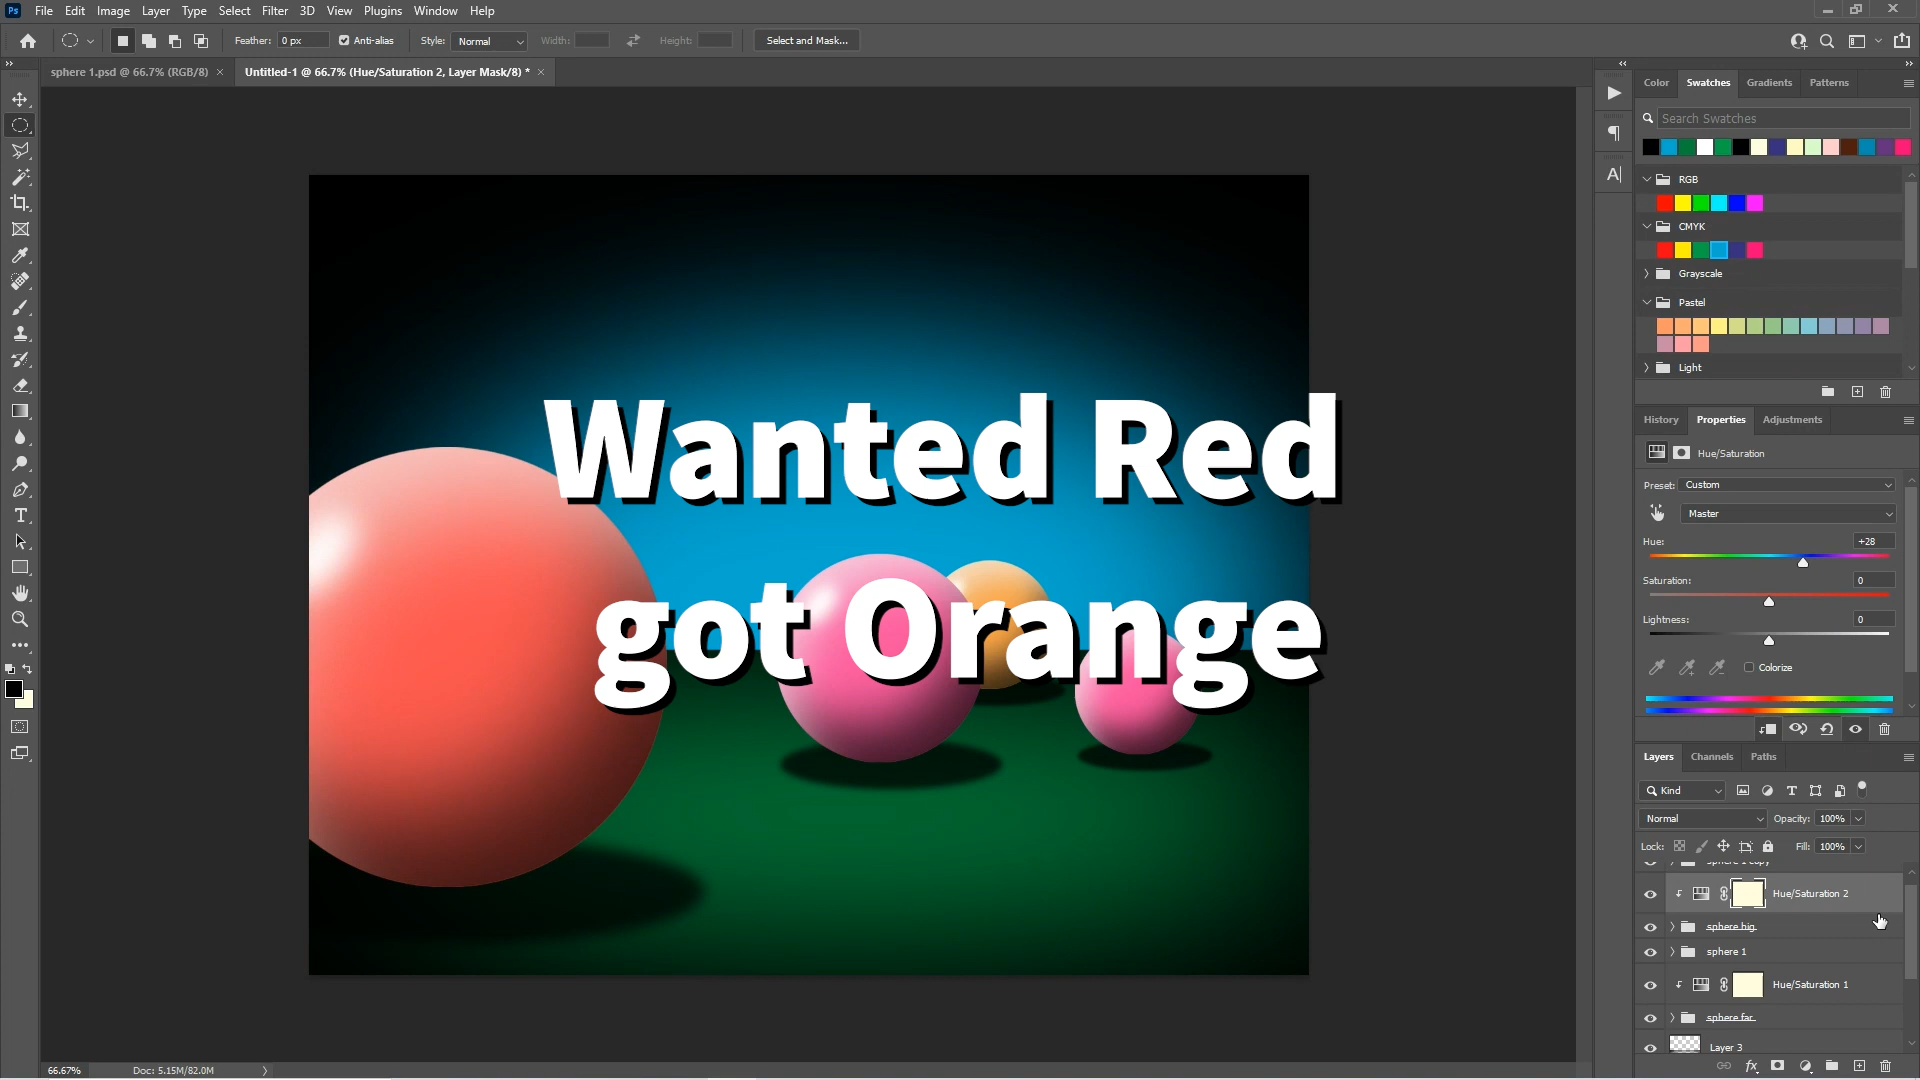 Ps File Edit Image Layer Type Select Filter 3D View Plugins Window Help
Feather: 0 px Anti-alias Style: Normal Width: Height: Select and Mask...
sphere 1.psd @ 66.7% (RGB/8) × Untitled-1 @ 66.7% (Hue/Saturation 2, Layer Mask/8) * ×
Color Swatches Gradients Patterns
Search Swatches
RGB
CMYK
Grayscale
Pastel
Light
Wanted Red
got Orange
History Properties Adjustments
Hue/Saturation
Preset: Custom
Master
Hue: +28
Saturation: 0
Lightness: 0
Colorize
Layers Channels Paths
Kind
Normal Opacity: 100%
Lock: Fill: 100%
sphere 1 copy
Hue/Saturation 2
sphere big
sphere 1
Hue/Saturation 1
sphere far
Layer 3
66.67% Doc: 5.15M/82.0M